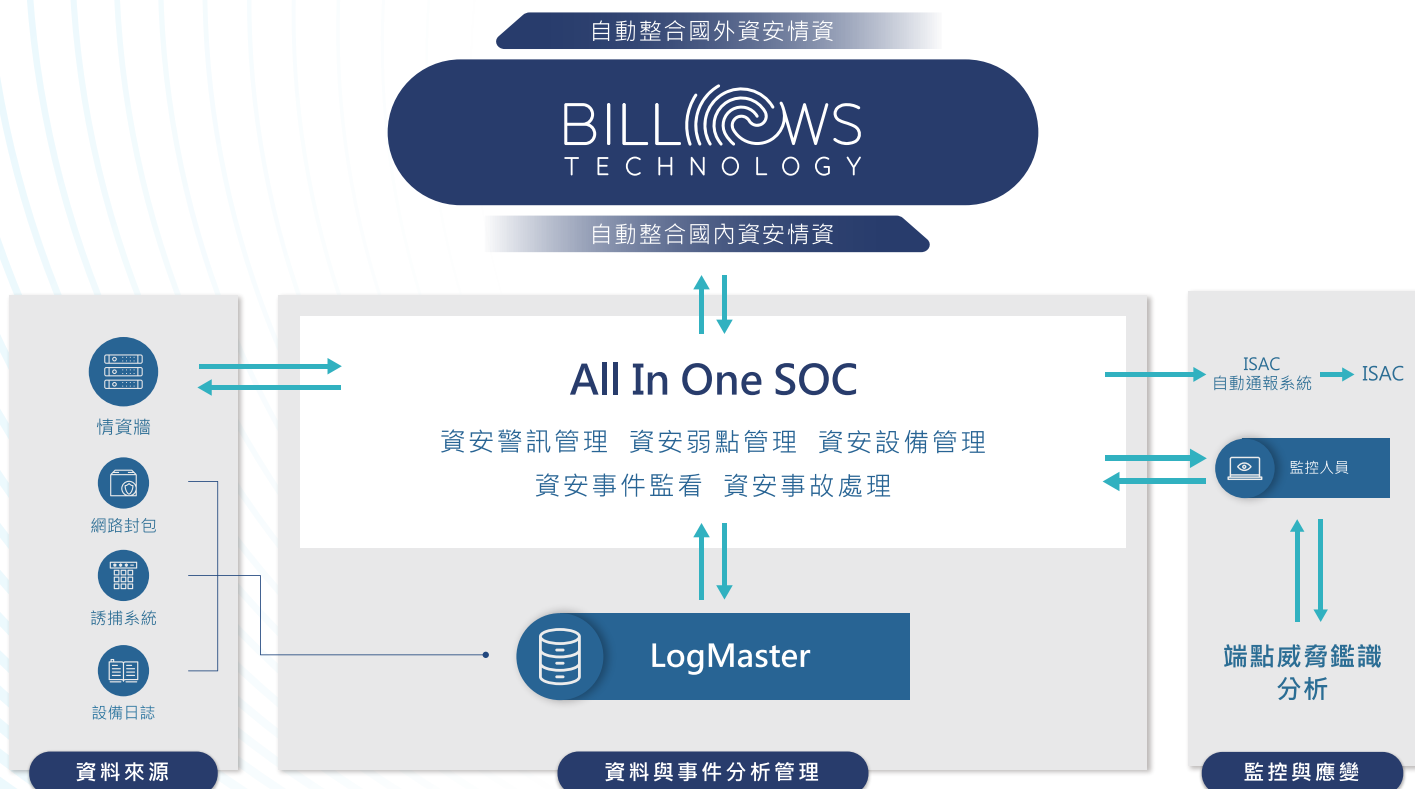 自動整合國外資安情資
BILLOWS
TECHNOLOGY
自動整合國內資安情資
情資牆
網路封包
誘捕系統
設備日誌
資料來源
All In One SOC
資安警訊管理 資安弱點管理 資安設備管理
資安事件監看 資安事故處理
LogMaster
資料與事件分析管理
ISAC
自動通報系統
ISAC
監控人員
端點威脅鑑識
分析
監控與應變